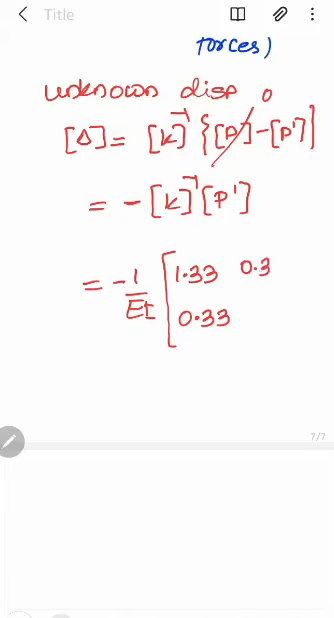 Title
forces)
unknown disp 0
[Δ] = [K]⁻¹ {[P] - [P']}
= - [K]⁻¹ [P']
= -1/EI [1.33 0.3
0.33
7/7